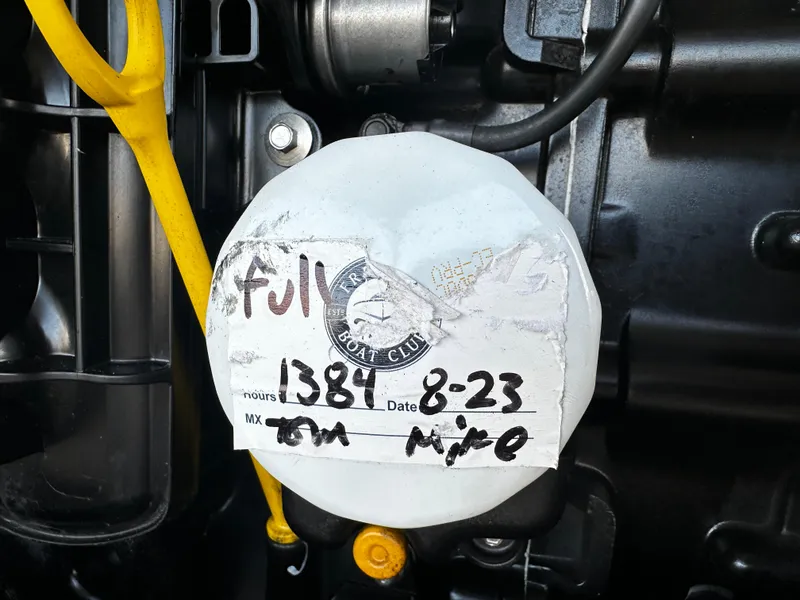 full
BOAT CLUB
Hours 1384 Date 8-23
MX Tom Mike